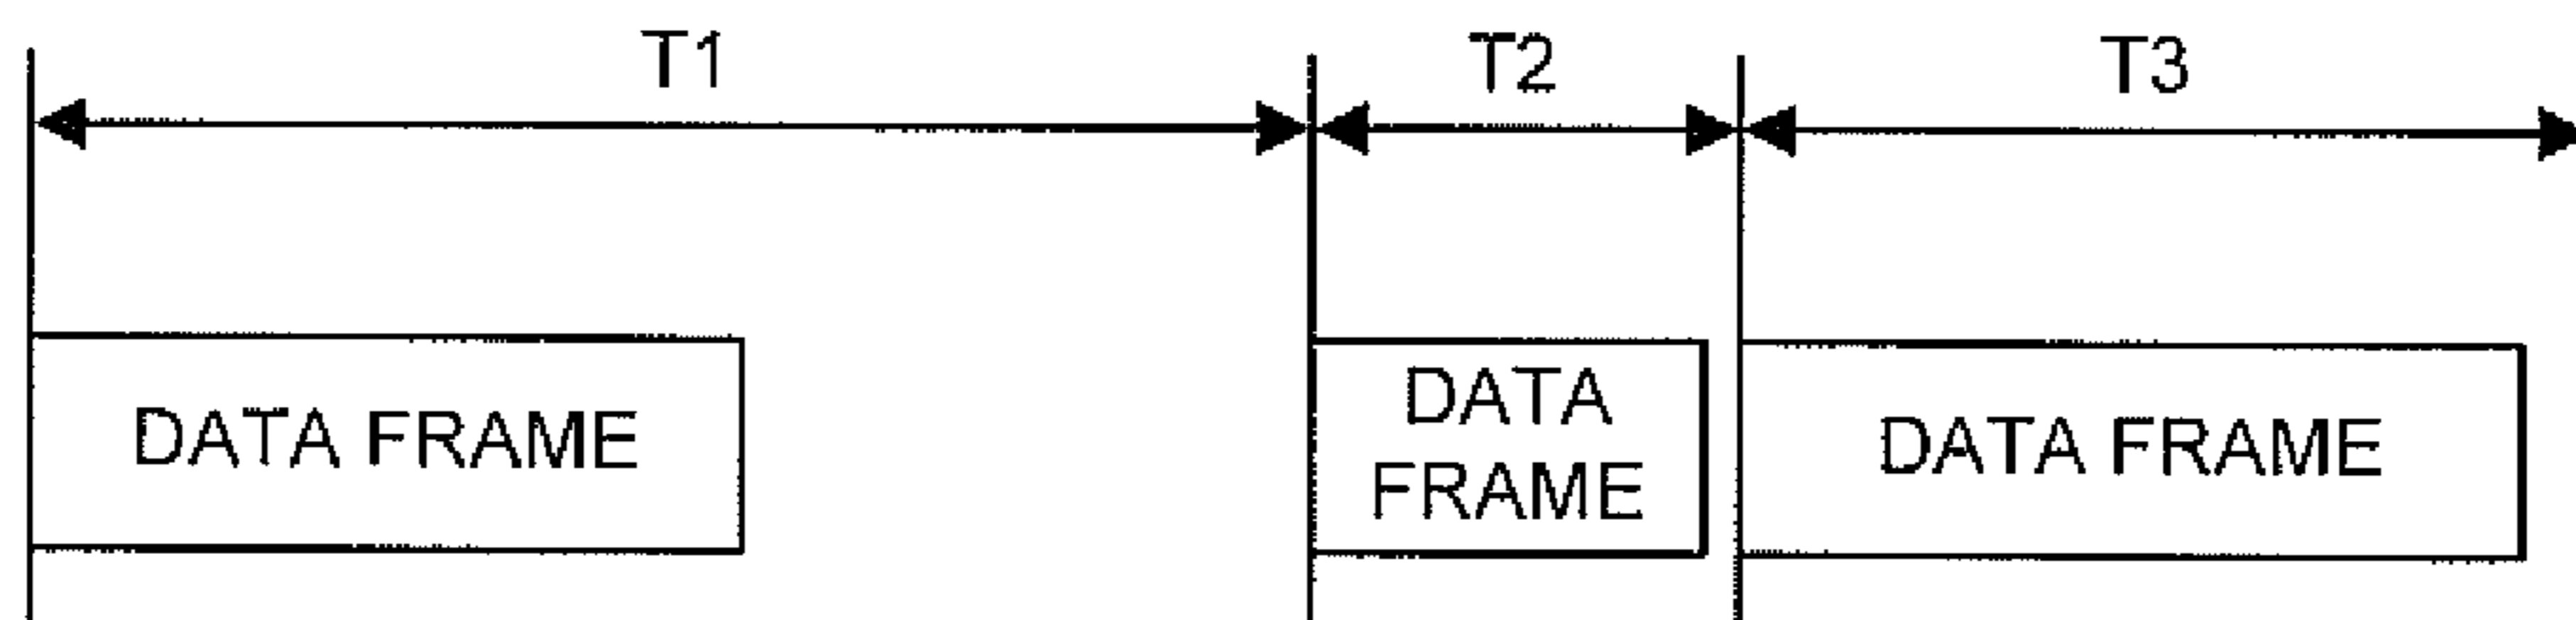 T1
T2
T3
DATA FRAME
DATA
FRAME
DATA FRAME